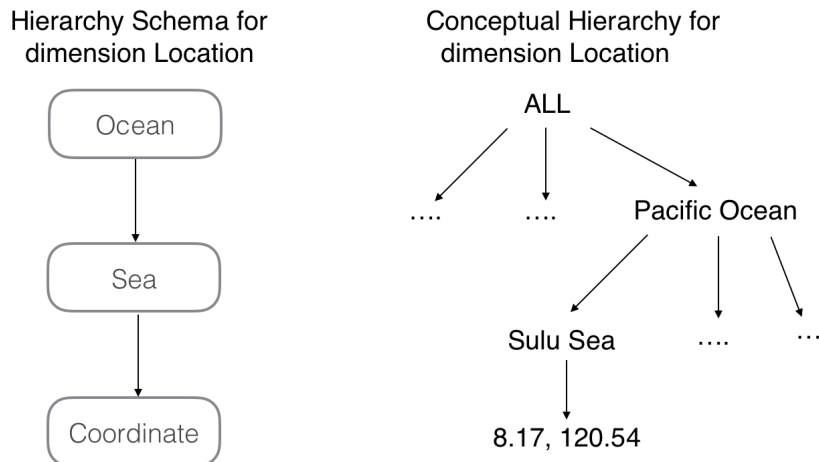 Hierarchy Schema for
dimension Location
Ocean
Sea
Coordinate
Conceptual Hierarchy for
dimension Location
ALL
....
....
Pacific Ocean
Sulu Sea
....
...
8.17, 120.54